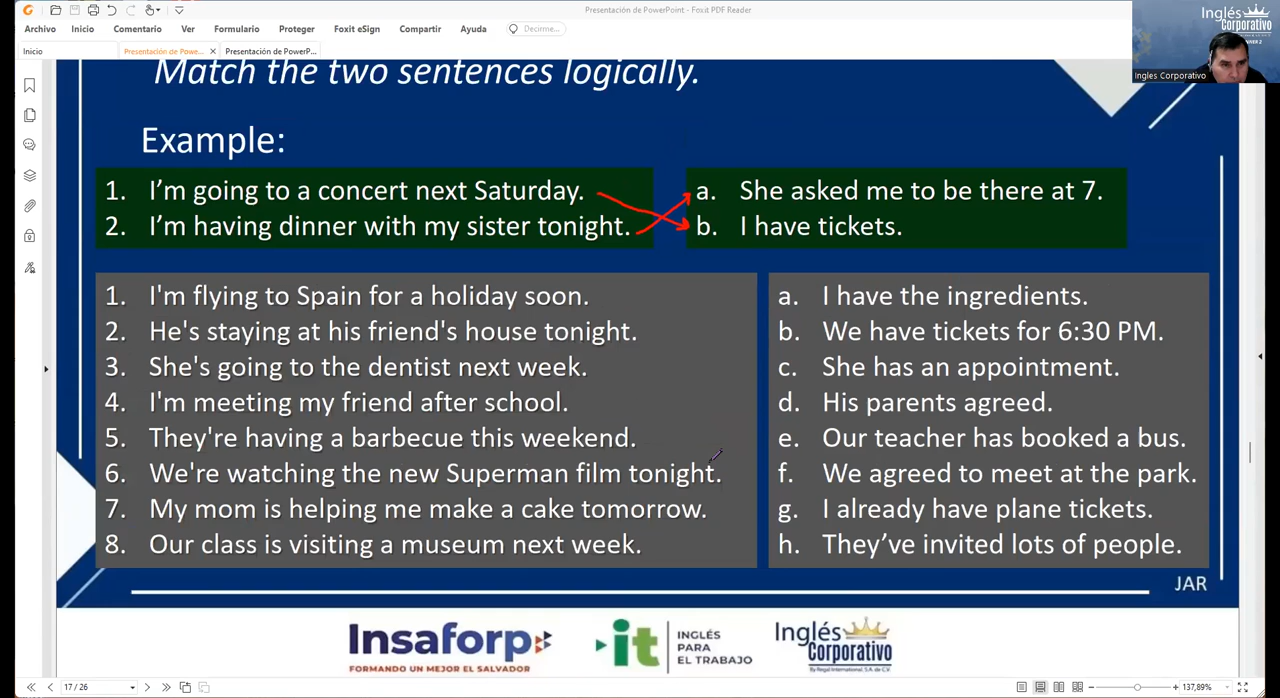 Presentación de PowerPoint - Foxit PDF Reader
Archivo Inicio Comentario Ver Formulario Proteger Foxit eSign Compartir Ayuda Decirme...
Inicio Presentación de Powe... Presentación de PowerP...
Inglés
Corporativo
Ingles Corporativo
Match the two sentences logically.
Example:
1. I'm going to a concert next Saturday.
2. I'm having dinner with my sister tonight.
a. She asked me to be there at 7.
b. I have tickets.
1. I'm flying to Spain for a holiday soon.
2. He's staying at his friend's house tonight.
3. She's going to the dentist next week.
4. I'm meeting my friend after school.
5. They're having a barbecue this weekend.
6. We're watching the new Superman film tonight.
7. My mom is helping me make a cake tomorrow.
8. Our class is visiting a museum next week.
a. I have the ingredients.
b. We have tickets for 6:30 PM.
c. She has an appointment.
d. His parents agreed.
e. Our teacher has booked a bus.
f. We agreed to meet at the park.
g. I already have plane tickets.
h. They've invited lots of people.
JAR
Insaforp
FORMANDO UN MEJOR EL SALVADOR
it
INGLÉS
PARA
EL TRABAJO
Inglés
Corporativo
By Regal International, S.A. de C.V.
17 / 26
137,89%